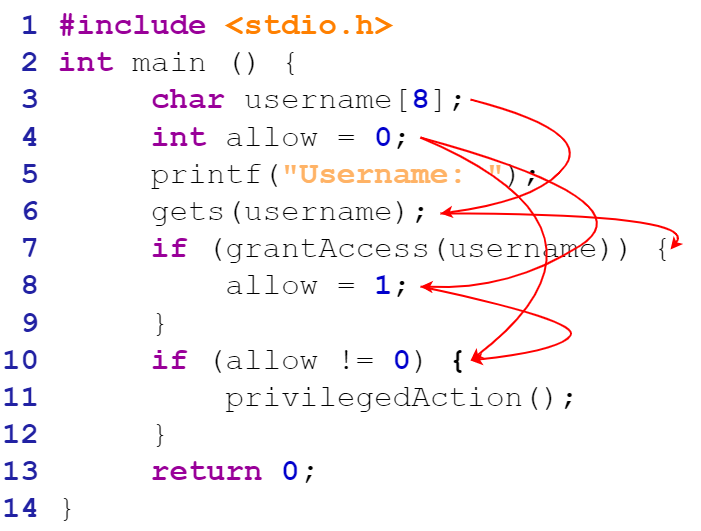 1 #include <stdio.h>
2 int main () {
3 char username[8];
4 int allow = 0;
5 printf("Username: ");
6 gets(username);
7 if (grantAccess(username)) {
8 allow = 1;
9 }
10 if (allow != 0) {
11 privilegedAction();
12 }
13 return 0;
14 }